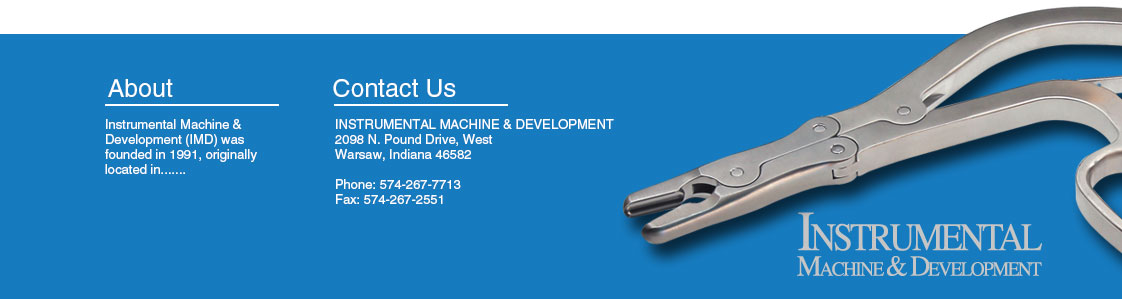 About
Instrumental Machine &
Development (IMD) was
founded in 1991, originally
located in.......
Contact Us
INSTRUMENTAL MACHINE & DEVELOPMENT
2098 N. Pound Drive, West
Warsaw, Indiana 46582
Phone: 574-267-7713
Fax: 574-267-2551
INSTRUMENTAL
MACHINE & DEVELOPMENT